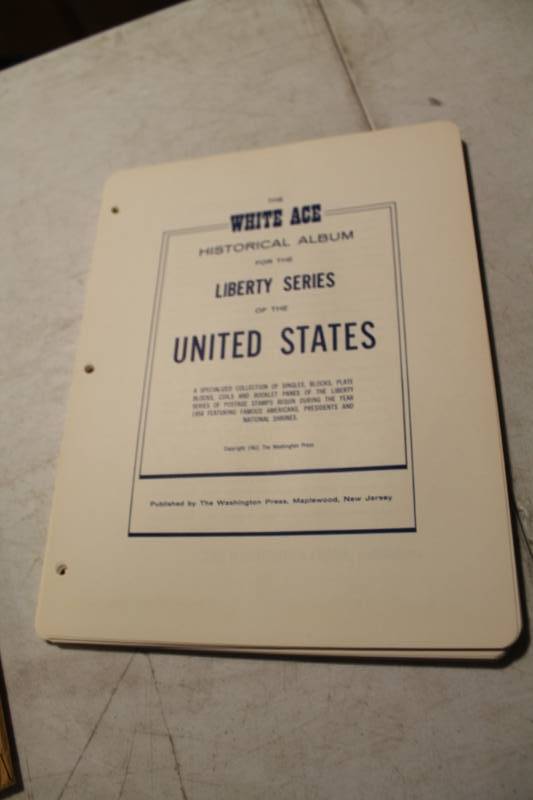 THE
WHITE ACE
HISTORICAL ALBUM
FOR THE
LIBERTY SERIES
OF THE
UNITED STATES
A SPECIALIZED COLLECTION OF SINGLES, BLOCKS, PLATE
BLOCKS, COILS AND BOOKLET PANES OF THE LIBERTY
SERIES OF POSTAGE STAMPS BEGUN DURING THE YEAR
1954 FEATURING FAMOUS AMERICANS, PRESIDENTS AND
NATIONAL SHRINES.
Copyright The Washington Press
Published by The Washington Press, Maplewood, New Jersey